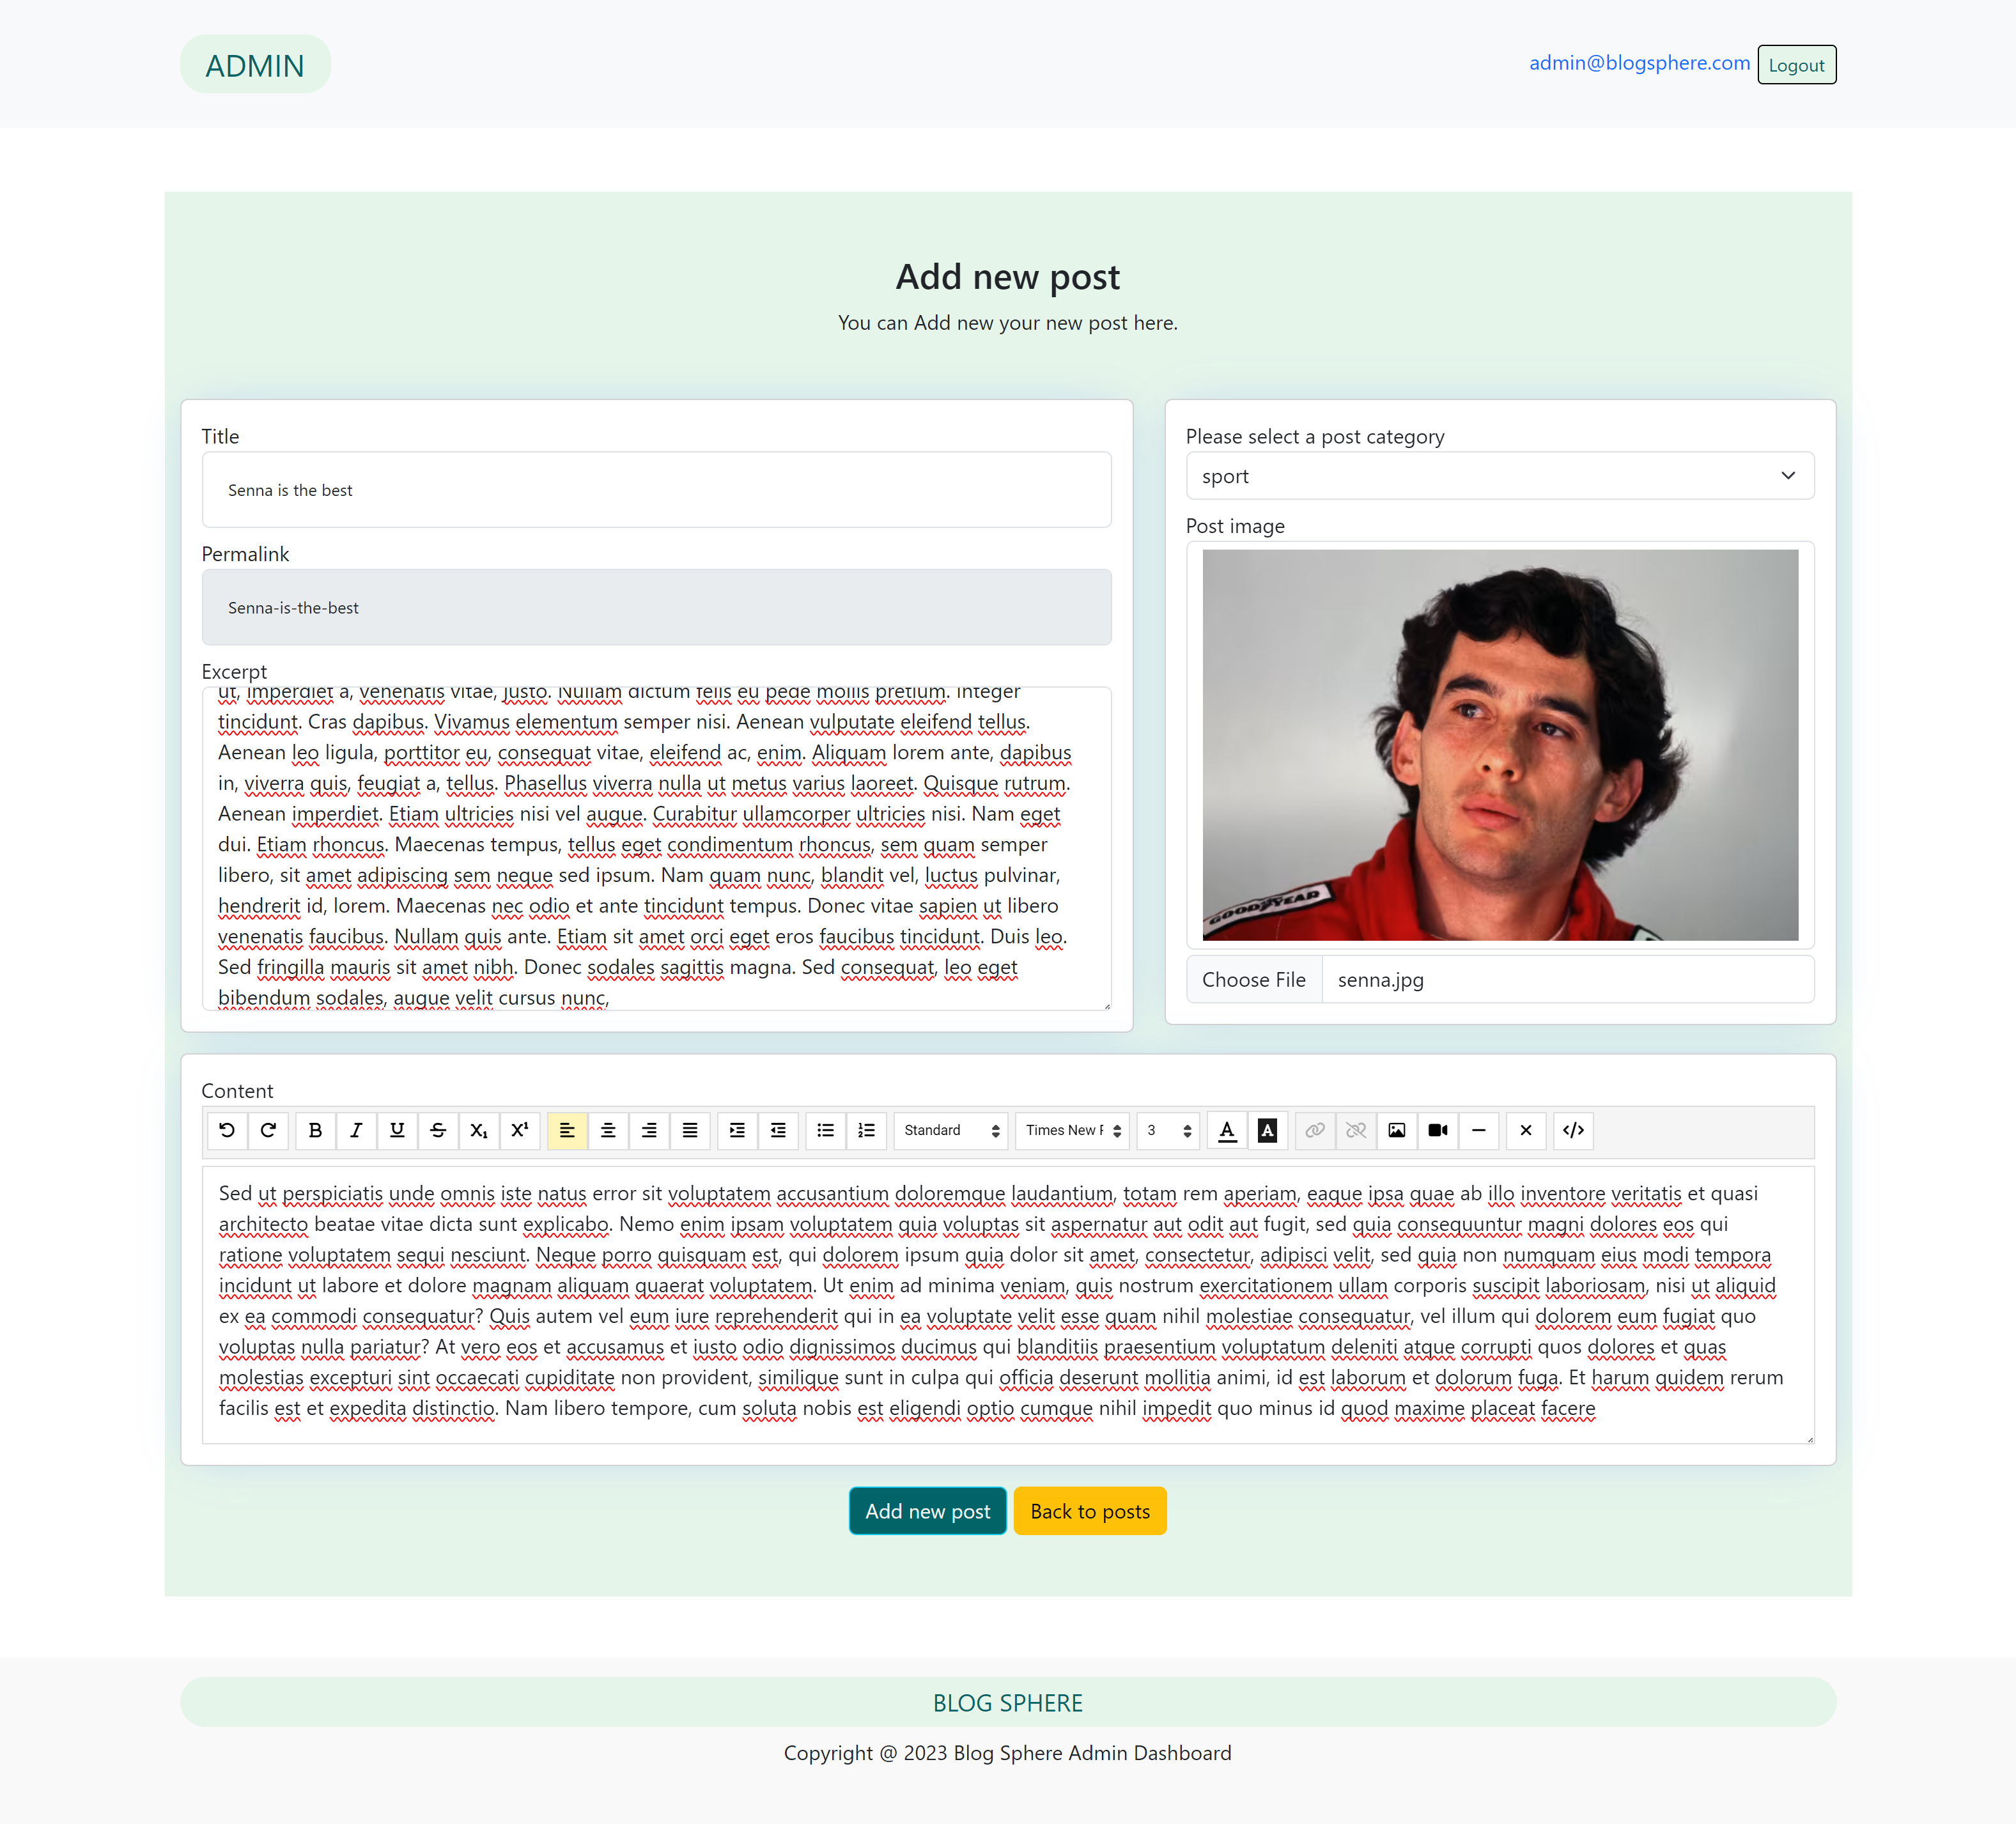 ADMIN
admin@blogsphere.com Logout
Add new post
You can Add new your new post here.
Title
Senna is the best
Permalink
Senna-is-the-best
Excerpt
ut, imperdiet a, venenatis vitae, justo. Nullam dictum felis eu pede mollis pretium. Integer
tincidunt. Cras dapibus. Vivamus elementum semper nisi. Aenean vulputate eleifend tellus.
Aenean leo ligula, porttitor eu, consequat vitae, eleifend ac, enim. Aliquam lorem ante, dapibus
in, viverra quis, feugiat a, tellus. Phasellus viverra nulla ut metus varius laoreet. Quisque rutrum.
Aenean imperdiet. Etiam ultricies nisi vel augue. Curabitur ullamcorper ultricies nisi. Nam eget
dui. Etiam rhoncus. Maecenas tempus, tellus eget condimentum rhoncus, sem quam semper
libero, sit amet adipiscing sem neque sed ipsum. Nam quam nunc, blandit vel, luctus pulvinar,
hendrerit id, lorem. Maecenas nec odio et ante tincidunt tempus. Donec vitae sapien ut libero
venenatis faucibus. Nullam quis ante. Etiam sit amet orci eget eros faucibus tincidunt. Duis leo.
Sed fringilla mauris sit amet nibh. Donec sodales sagittis magna. Sed consequat, leo eget
bibendum sodales, augue velit cursus nunc,
Please select a post category
sport
Post image
GOODYEAR
Choose File senna.jpg
Content
B I U S X₁ X¹ Standard Times New F 3 A A </>
Sed ut perspiciatis unde omnis iste natus error sit voluptatem accusantium doloremque laudantium, totam rem aperiam, eaque ipsa quae ab illo inventore veritatis et quasi
architecto beatae vitae dicta sunt explicabo. Nemo enim ipsam voluptatem quia voluptas sit aspernatur aut odit aut fugit, sed quia consequuntur magni dolores eos qui
ratione voluptatem sequi nesciunt. Neque porro quisquam est, qui dolorem ipsum quia dolor sit amet, consectetur, adipisci velit, sed quia non numquam eius modi tempora
incidunt ut labore et dolore magnam aliquam quaerat voluptatem. Ut enim ad minima veniam, quis nostrum exercitationem ullam corporis suscipit laboriosam, nisi ut aliquid
ex ea commodi consequatur? Quis autem vel eum iure reprehenderit qui in ea voluptate velit esse quam nihil molestiae consequatur, vel illum qui dolorem eum fugiat quo
voluptas nulla pariatur? At vero eos et accusamus et iusto odio dignissimos ducimus qui blanditiis praesentium voluptatum deleniti atque corrupti quos dolores et quas
molestias excepturi sint occaecati cupiditate non provident, similique sunt in culpa qui officia deserunt mollitia animi, id est laborum et dolorum fuga. Et harum quidem rerum
facilis est et expedita distinctio. Nam libero tempore, cum soluta nobis est eligendi optio cumque nihil impedit quo minus id quod maxime placeat facere
Add new post Back to posts
BLOG SPHERE
Copyright @ 2023 Blog Sphere Admin Dashboard